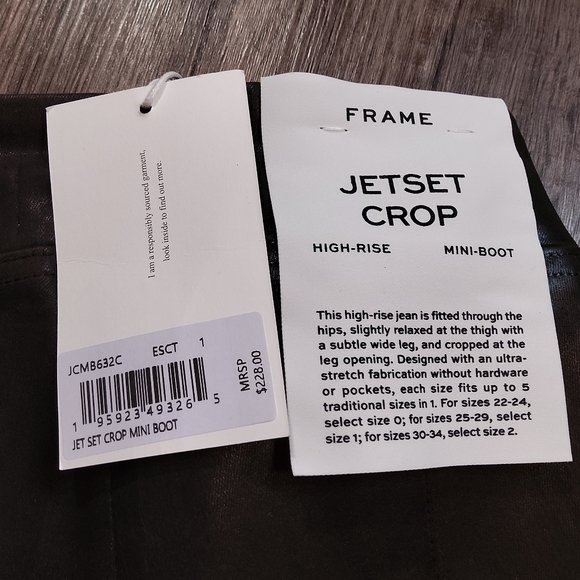 I am a responsibly sourced garment,
look inside to find out more.
JCMB632C ESCT 1
MRSP
$228.00
1 95923 49326 5
JET SET CROP MINI BOOT
FRAME
JETSET
CROP
HIGH-RISE MINI-BOOT
This high-rise jean is fitted through the
hips, slightly relaxed at the thigh with
a subtle wide leg, and cropped at the
leg opening. Designed with an ultra-
stretch fabrication without hardware
or pockets, each size fits up to 5
traditional sizes in 1. For sizes 22-24,
select size 0; for sizes 25-29, select
size 1; for sizes 30-34, select size 2.